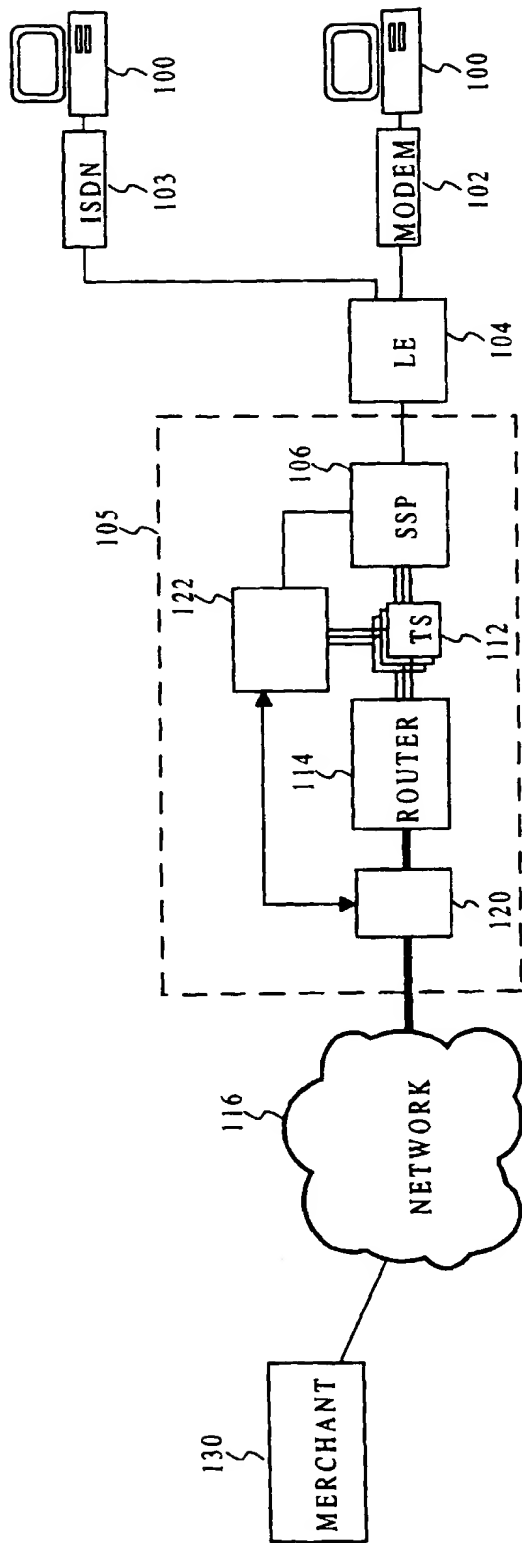 MERCHANT
130
NETWORK
116
105
120
ROUTER
114
122
TS
112
SSP
106
LE
104
ISDN
103
100
MODEM
102
100